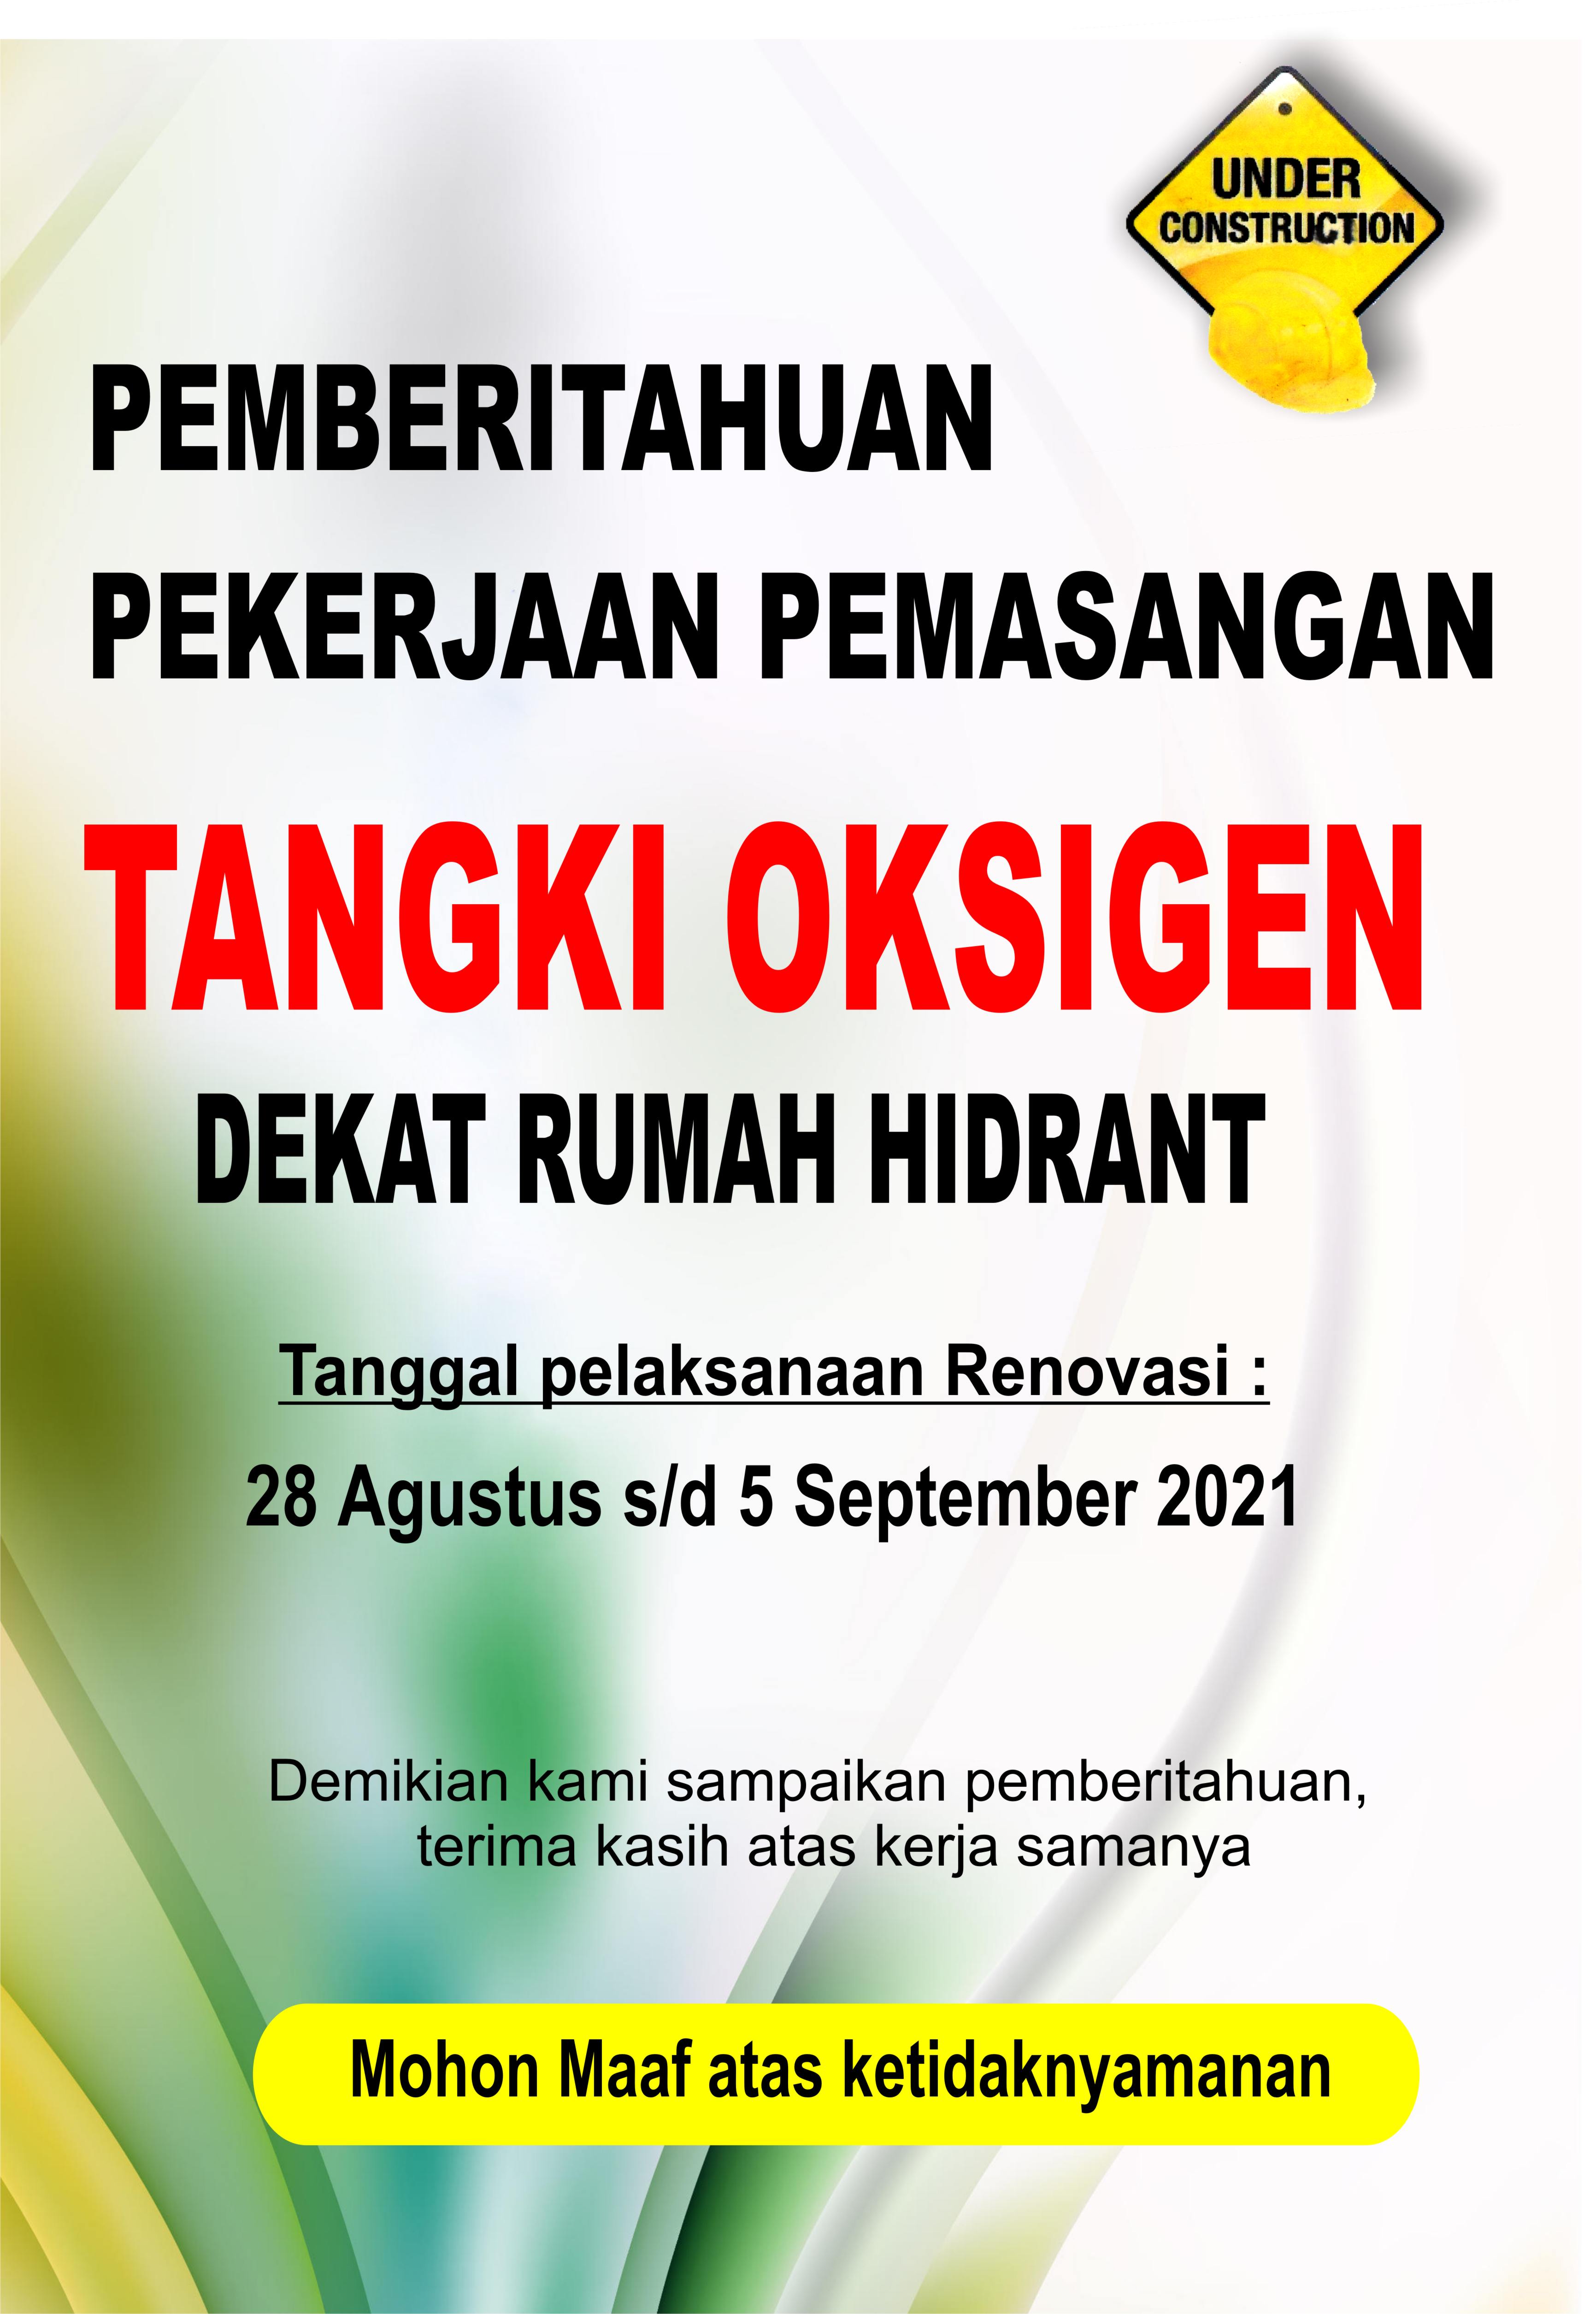 UNDER
CONSTRUCTION
PEMBERITAHUAN
PEKERJAAN PEMASANGAN
TANGKI OKSIGEN
DEKAT RUMAH HIDRANT
Tanggal pelaksanaan Renovasi :
28 Agustus s/d 5 September 2021
Demikian kami sampaikan pemberitahuan,
terima kasih atas kerja samanya
Mohon Maaf atas ketidaknyamanan